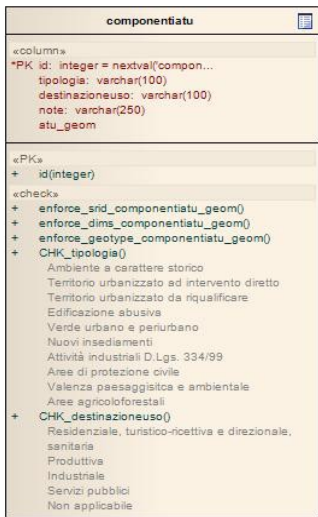 componentiatu
«column»
*PK id: integer = nextval('compon...
tipologia: varchar(100)
destinazioneuso: varchar(100)
note: varchar(250)
atu_geom
«PK»
+ id(integer)
«check»
+ enforce_srid_componentiatu_geom()
+ enforce_dims_componentiatu_geom()
+ enforce_geotype_componentiatu_geom()
+ CHK_tipologia()
Ambiente a carattere storico
Territorio urbanizzato ad intervento diretto
Territorio urbanizzato da riqualificare
Edificazione abusiva
Verde urbano e periurbano
Nuovi insediamenti
Attività industriali D.Lgs. 334/99
Aree di protezione civile
Valenza paesaggisitca e ambientale
Aree agricoloforestali
+ CHK_destinazioneuso()
Residenziale, turistico-ricettiva e direzionale,
sanitaria
Produttiva
Industriale
Servizi pubblici
Non applicabile